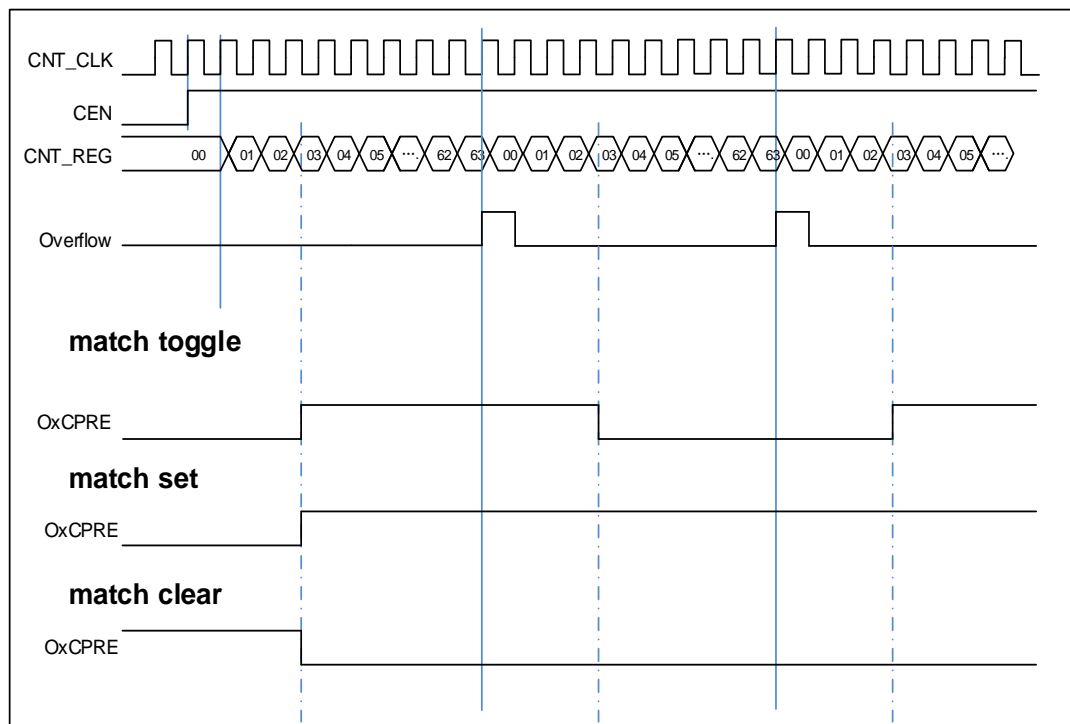 CNT_CLK
CEN
CNT_REG 00 01 02 03 04 05 ···. 62 63 00 01 02 03 04 05 ···. 62 63 00 01 02 03 04 05 ···.
Overflow
match toggle
OxCPRE
match set
OxCPRE
match clear
OxCPRE